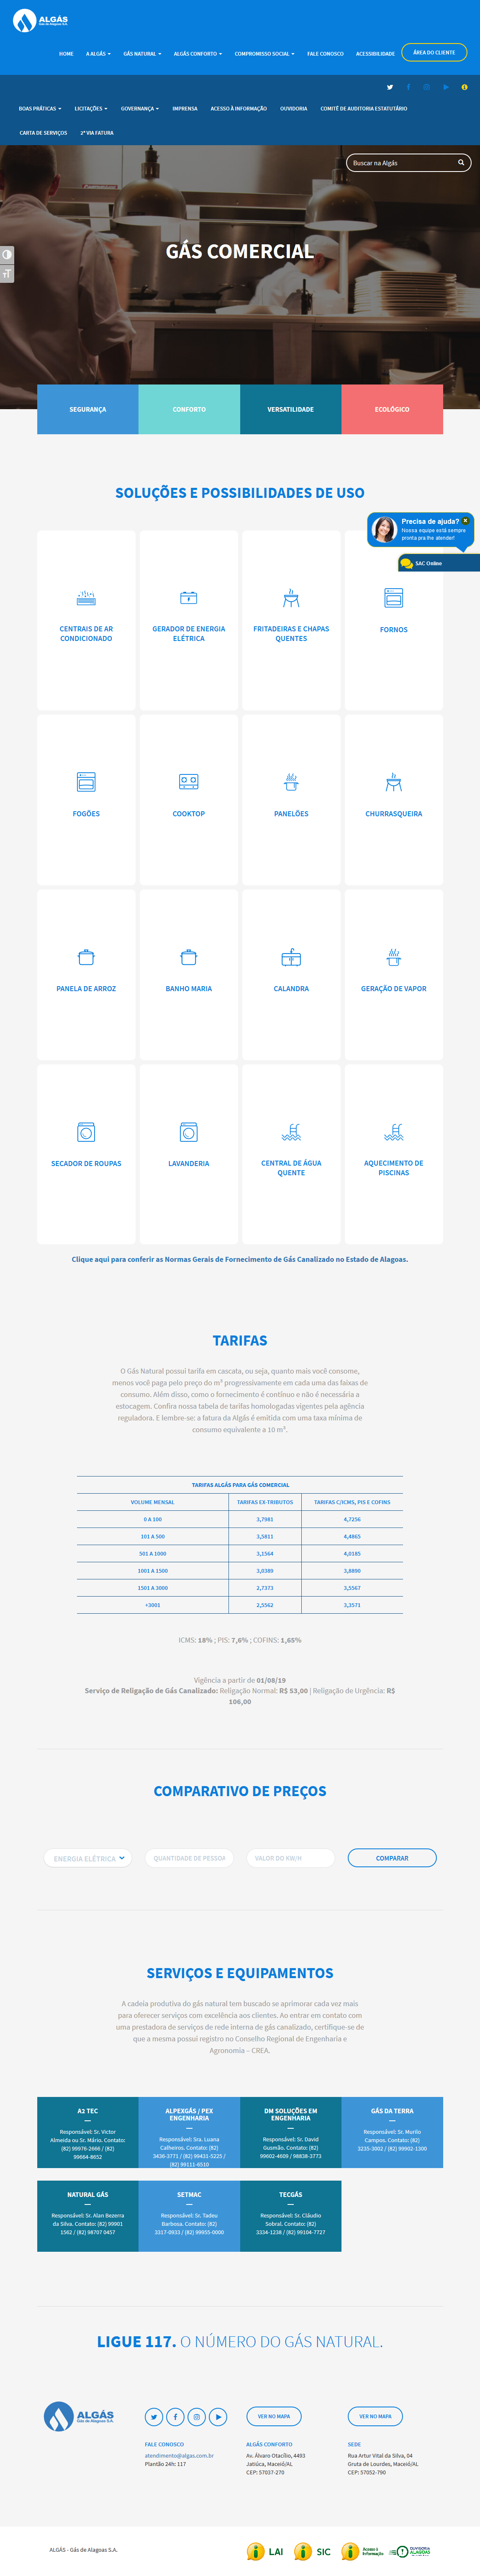 ALGÁS
Gás de Alagoas S.A.
HOME
A ALGÁS
GÁS NATURAL
ALGÁS CONFORTO
COMPROMISSO SOCIAL
FALE CONOSCO
ACESSIBILIDADE
ÁREA DO CLIENTE
BOAS PRÁTICAS
LICITAÇÕES
GOVERNANÇA
IMPRENSA
ACESSO À INFORMAÇÃO
OUVIDORIA
COMITÊ DE AUDITORIA ESTATUTÁRIO
CARTA DE SERVIÇOS
2ª VIA FATURA
Buscar na Algás
GÁS COMERCIAL
SEGURANÇA
CONFORTO
VERSATILIDADE
ECOLÓGICO
SOLUÇÕES E POSSIBILIDADES DE USO
Precisa de ajuda?
Nossa equipe está sempre
pronta pra lhe atender!
SAC Online
CENTRAIS DE AR
CONDICIONADO
GERADOR DE ENERGIA
ELÉTRICA
FRITADEIRAS E CHAPAS
QUENTES
FORNOS
FOGÕES
COOKTOP
PANELÕES
CHURRASQUEIRA
PANELA DE ARROZ
BANHO MARIA
CALANDRA
GERAÇÃO DE VAPOR
SECADOR DE ROUPAS
LAVANDERIA
CENTRAL DE ÁGUA
QUENTE
AQUECIMENTO DE
PISCINAS
Clique aqui para conferir as Normas Gerais de Fornecimento de Gás Canalizado no Estado de Alagoas.
TARIFAS
O Gás Natural possui tarifa em cascata, ou seja, quanto mais você consome,
menos você paga pelo preço do m³ progressivamente em cada uma das faixas de
consumo. Além disso, como o fornecimento é contínuo e não é necessária a
estocagem. Confira nossas tabelas de tarifas homologadas vigentes pela agência
reguladora. E lembre-se: a fatura da Algás é emitida com uma taxa mínima de
consumo equivalente a 10 m³.
TARIFAS ALGÁS PARA GÁS COMERCIAL
VOLUME MENSAL TARIFAS EX-TRIBUTOS TARIFAS C/ICMS, PIS E COFINS
0 A 100 3,7981 4,7256
101 A 500 3,5811 4,4865
501 A 1000 3,1564 4,0185
1001 A 1500 3,0389 3,8890
1501 A 3000 2,7373 3,5567
+3001 2,5562 3,3571
ICMS: 18% ; PIS: 7,6% ; COFINS: 1,65%
Vigência a partir de 01/08/19
Serviço de Religação de Gás Canalizado: Religação Normal: R$ 53,00 | Religação de Urgência: R$
106,00
COMPARATIVO DE PREÇOS
ENERGIA ELÉTRICA
QUANTIDADE DE PESSOA
VALOR DO KW/H
COMPARAR
SERVIÇOS E EQUIPAMENTOS
A cadeia produtiva do gás natural tem buscado se aprimorar cada vez mais
para oferecer serviços com excelência aos clientes. Ao entrar em contato com
uma prestadora de serviços de rede interna de gás canalizado, certifique-se de
que a mesma possui registro no Conselho Regional de Engenharia e
Agronomia – CREA.
A2 TEC
Responsável: Sr. Victor
Almeida ou Sr. Mário. Contato:
(82) 99976-2666 / (82)
99664-8652
ALPEXGÁS / PEX
ENGENHARIA
Responsável: Sra. Luana
Calheiros. Contato: (82)
3436-3771 / (82) 99431-5225 /
(82) 99111-6510
DM SOLUÇÕES EM
ENGENHARIA
Responsável: Sr. David
Gusmão. Contato: (82)
99602-4609 / 98838-3773
GÁS DA TERRA
Responsável: Sr. Murilo
Campos. Contato: (82)
3235-3002 / (82) 99902-1300
NATURAL GÁS
Responsável: Sr. Alan Bezerra
da Silva. Contato: (82) 99901
1562 / (82) 98707 0457
SETMAC
Responsável: Sr. Tadeu
Barbosa. Contato: (82)
3317-0933 / (82) 99955-0000
TECGÁS
Responsável: Sr. Cláudio
Sobral. Contato: (82)
3334-1238 / (82) 99104-7727
LIGUE 117. O NÚMERO DO GÁS NATURAL.
ALGÁS
Gás de Alagoas S.A.
VER NO MAPA
VER NO MAPA
FALE CONOSCO
atendimento@algas.com.br
Plantão 24h: 117
ALGÁS CONFORTO
Av. Álvaro Otacílio, 4493
Jatiúca, Maceió/AL
CEP: 57037-270
SEDE
Rua Artur Vital da Silva, 04
Gruta de Lourdes, Maceió/AL
CEP: 57052-790
ALGÁS - Gás de Alagoas S.A.
LAI
SIC
Acesso à
Informação
OUVIDORIA
ALAGOAS